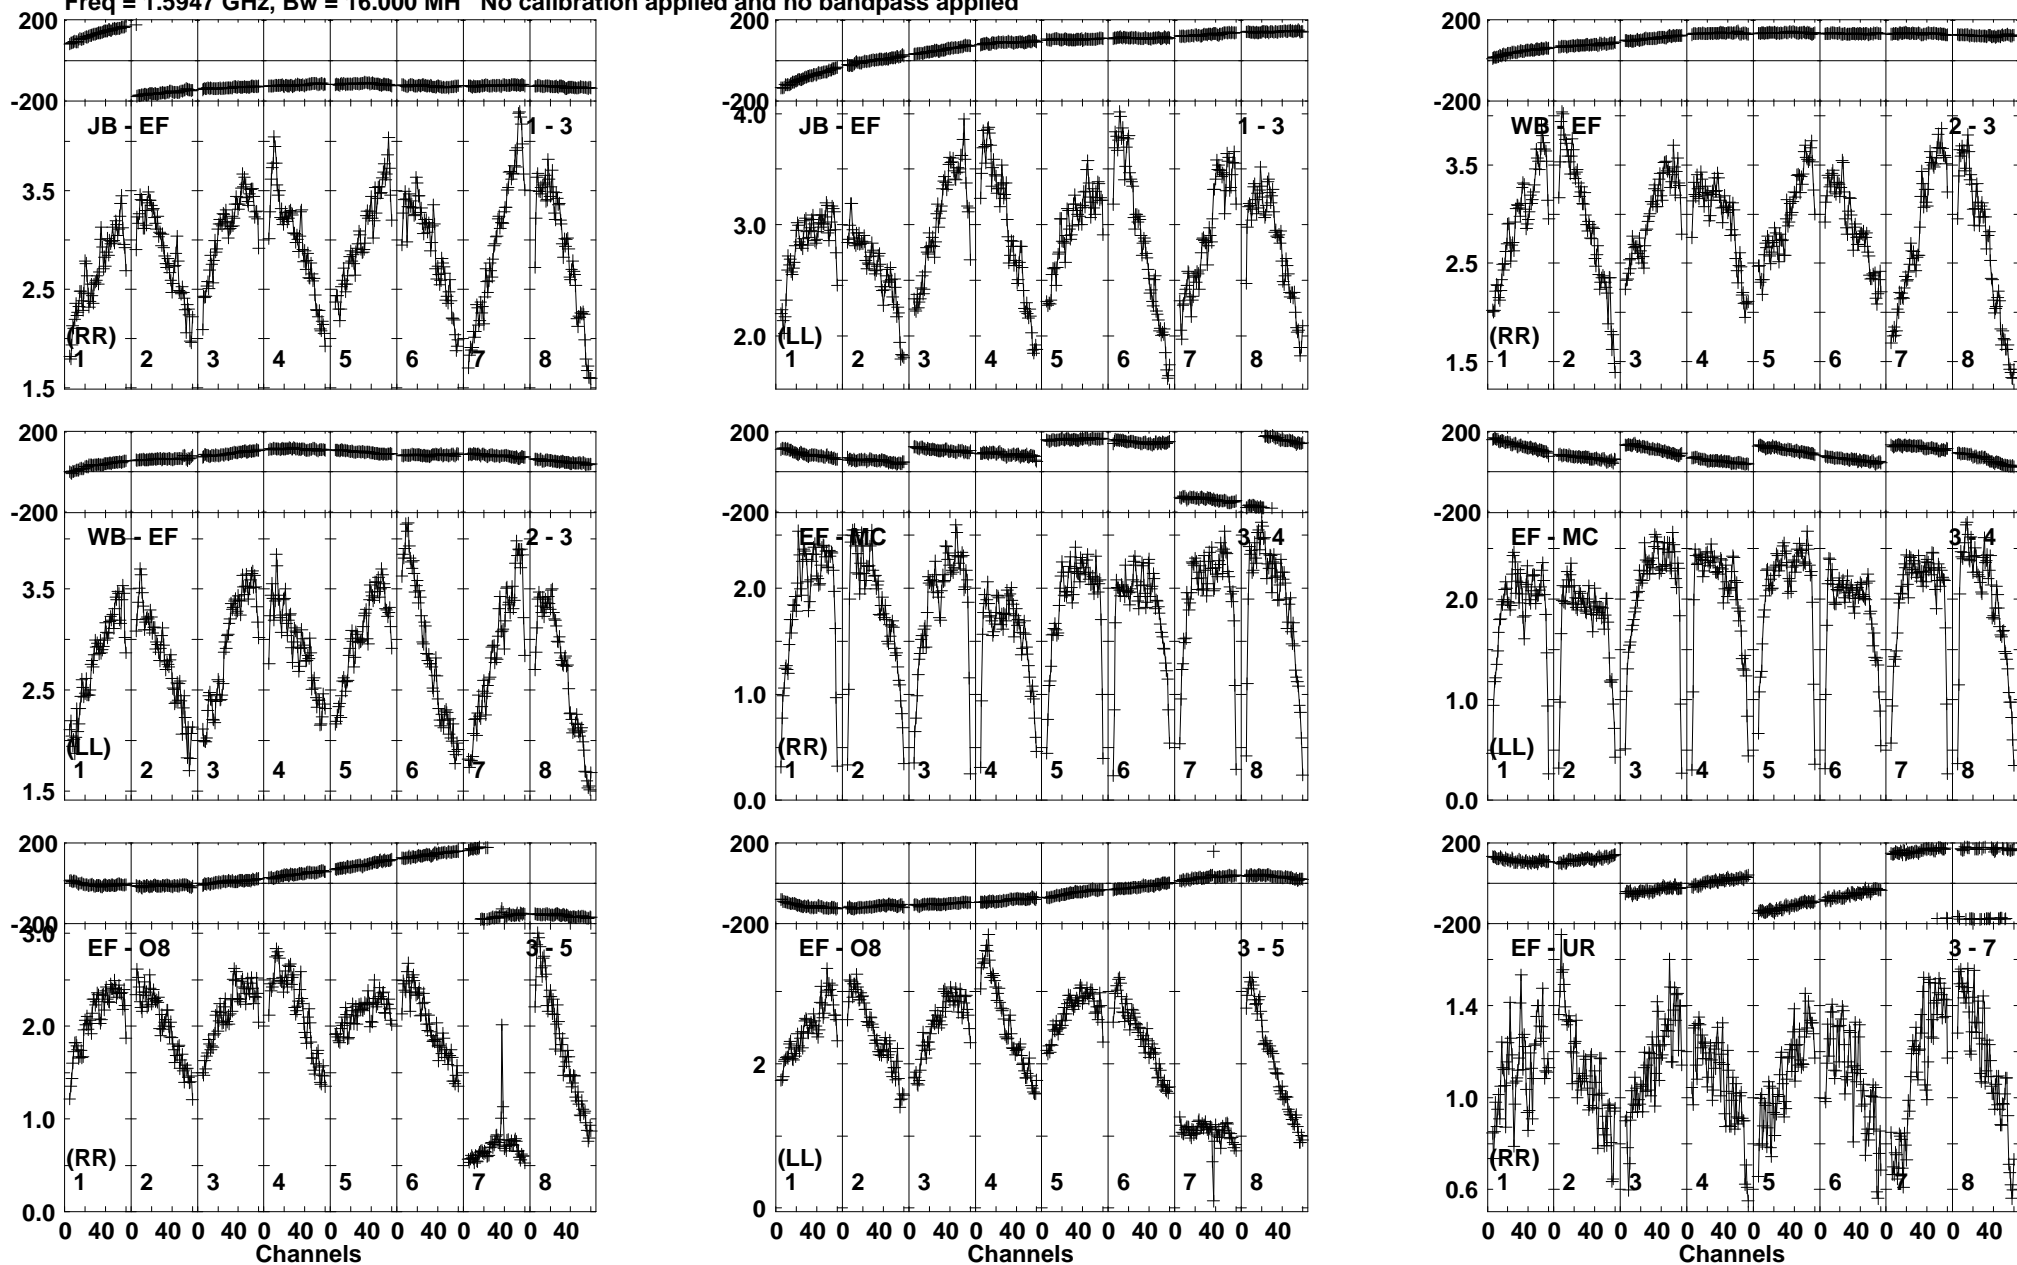 Freq = 1.5947 GHz, Bw = 16.000 MH No calibration applied and no bandpass applied
200 200 200
-200 -200 -200
JB - EF 1 - 3 4.0 JB - EF 1 - 3 WB - EF 2 - 3
3.5 3.5
3.0
2.5 2.5
2.0
(RR) (LL) (RR)
1 2 3 4 5 6 7 8 1 2 3 4 5 6 7 8 1 2 3 4 5 6 7 8
1.5 1.5
200 200 200
-200 -200 -200
WB - EF 2 - 3 EF - MC 3 - 4 EF - MC 3 - 4
3.5 2.0 2.0
2.5 1.0 1.0
(LL) (RR) (LL)
1 2 3 4 5 6 7 8 1 2 3 4 5 6 7 8 1 2 3 4 5 6 7 8
1.5 0.0 0.0
200 200 200
-200 -200 -200
3.0 EF - O8 3 - 5 EF - O8 3 - 5 EF - UR 3 - 7
2.0 2 1.4
1.0 1.0
(RR) (LL) (RR)
1 2 3 4 5 6 7 8 1 2 3 4 5 6 7 8 1 2 3 4 5 6 7 8
0.0 0 0.6
0 40 0 40 0 40 0 40 0 40 0 40 0 40 0 40 0 40 0 40 0 40 0 40 0 40 0 40 0 40 0 40 0 40 0 40 0 40 0 40 0 40 0 40 0 40 0 40
Channels Channels Channels